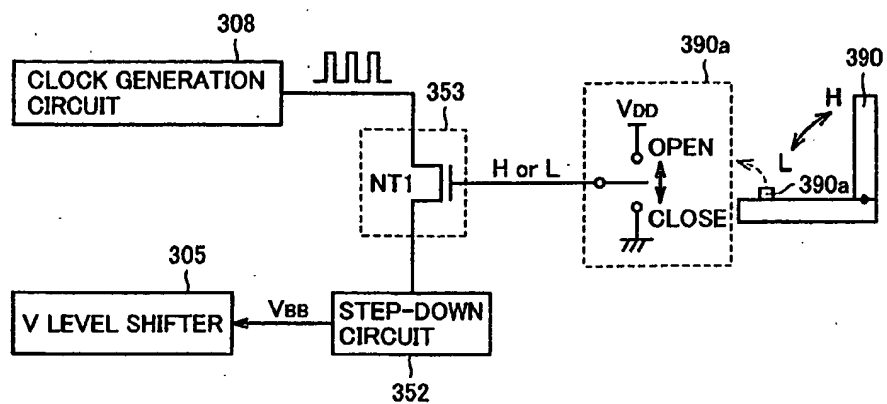 308
CLOCK GENERATION
CIRCUIT
353
NT1
H or L
390a
VDD
OPEN
CLOSE
390
H
L
390a
305
V LEVEL SHIFTER
VBB
STEP-DOWN
CIRCUIT
352